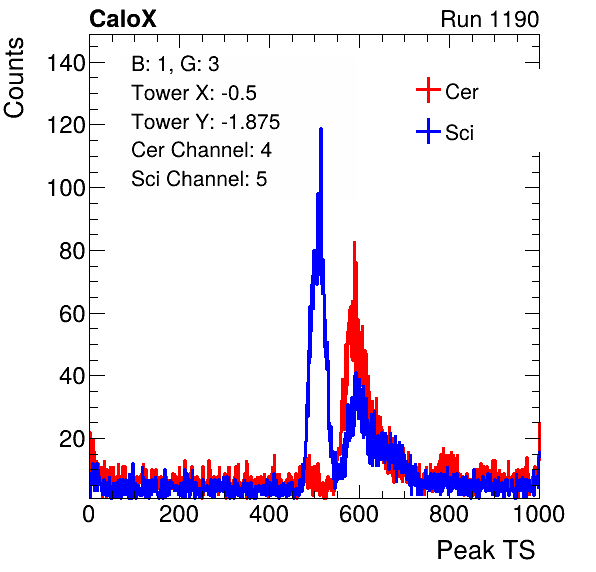 CaloX Run 1190
Counts
B: 1, G: 3
Tower X: -0.5
Tower Y: -1.875
Cer Channel: 4
Sci Channel: 5
Cer
Sci
140
120
100
80
60
40
20
0 200 400 600 800 1000
Peak TS